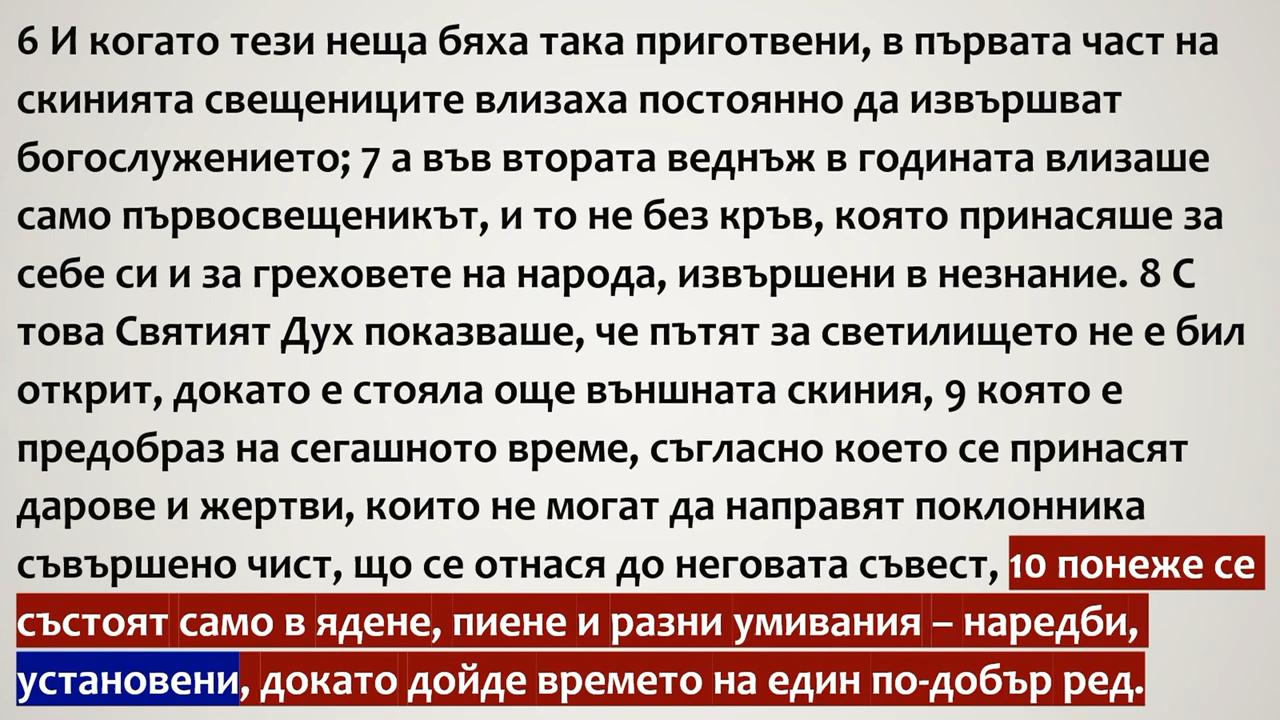 6 И когато тези неща бяха така приготвени, в първата част на
скинията свещениците влизаха постоянно да извършват
богослужението; 7 а във втората веднъж в годината влизаше
само първосвещеникът, и то не без кръв, която принасяше за
себе си и за греховете на народа, извършени в незнание. 8 С
това Святият Дух показваше, че пътят за светилището не е бил
открит, докато е стояла още външната скиния, 9 която е
предобраз на сегашното време, съгласно което се принасят
дарове и жертви, които не могат да направят поклонника
съвършено чист, що се отнася до неговата съвест, 10 понеже се
състоят само в ядене, пиене и разни умивания – наредби,
установени, докато дойде времето на един по-добър ред.